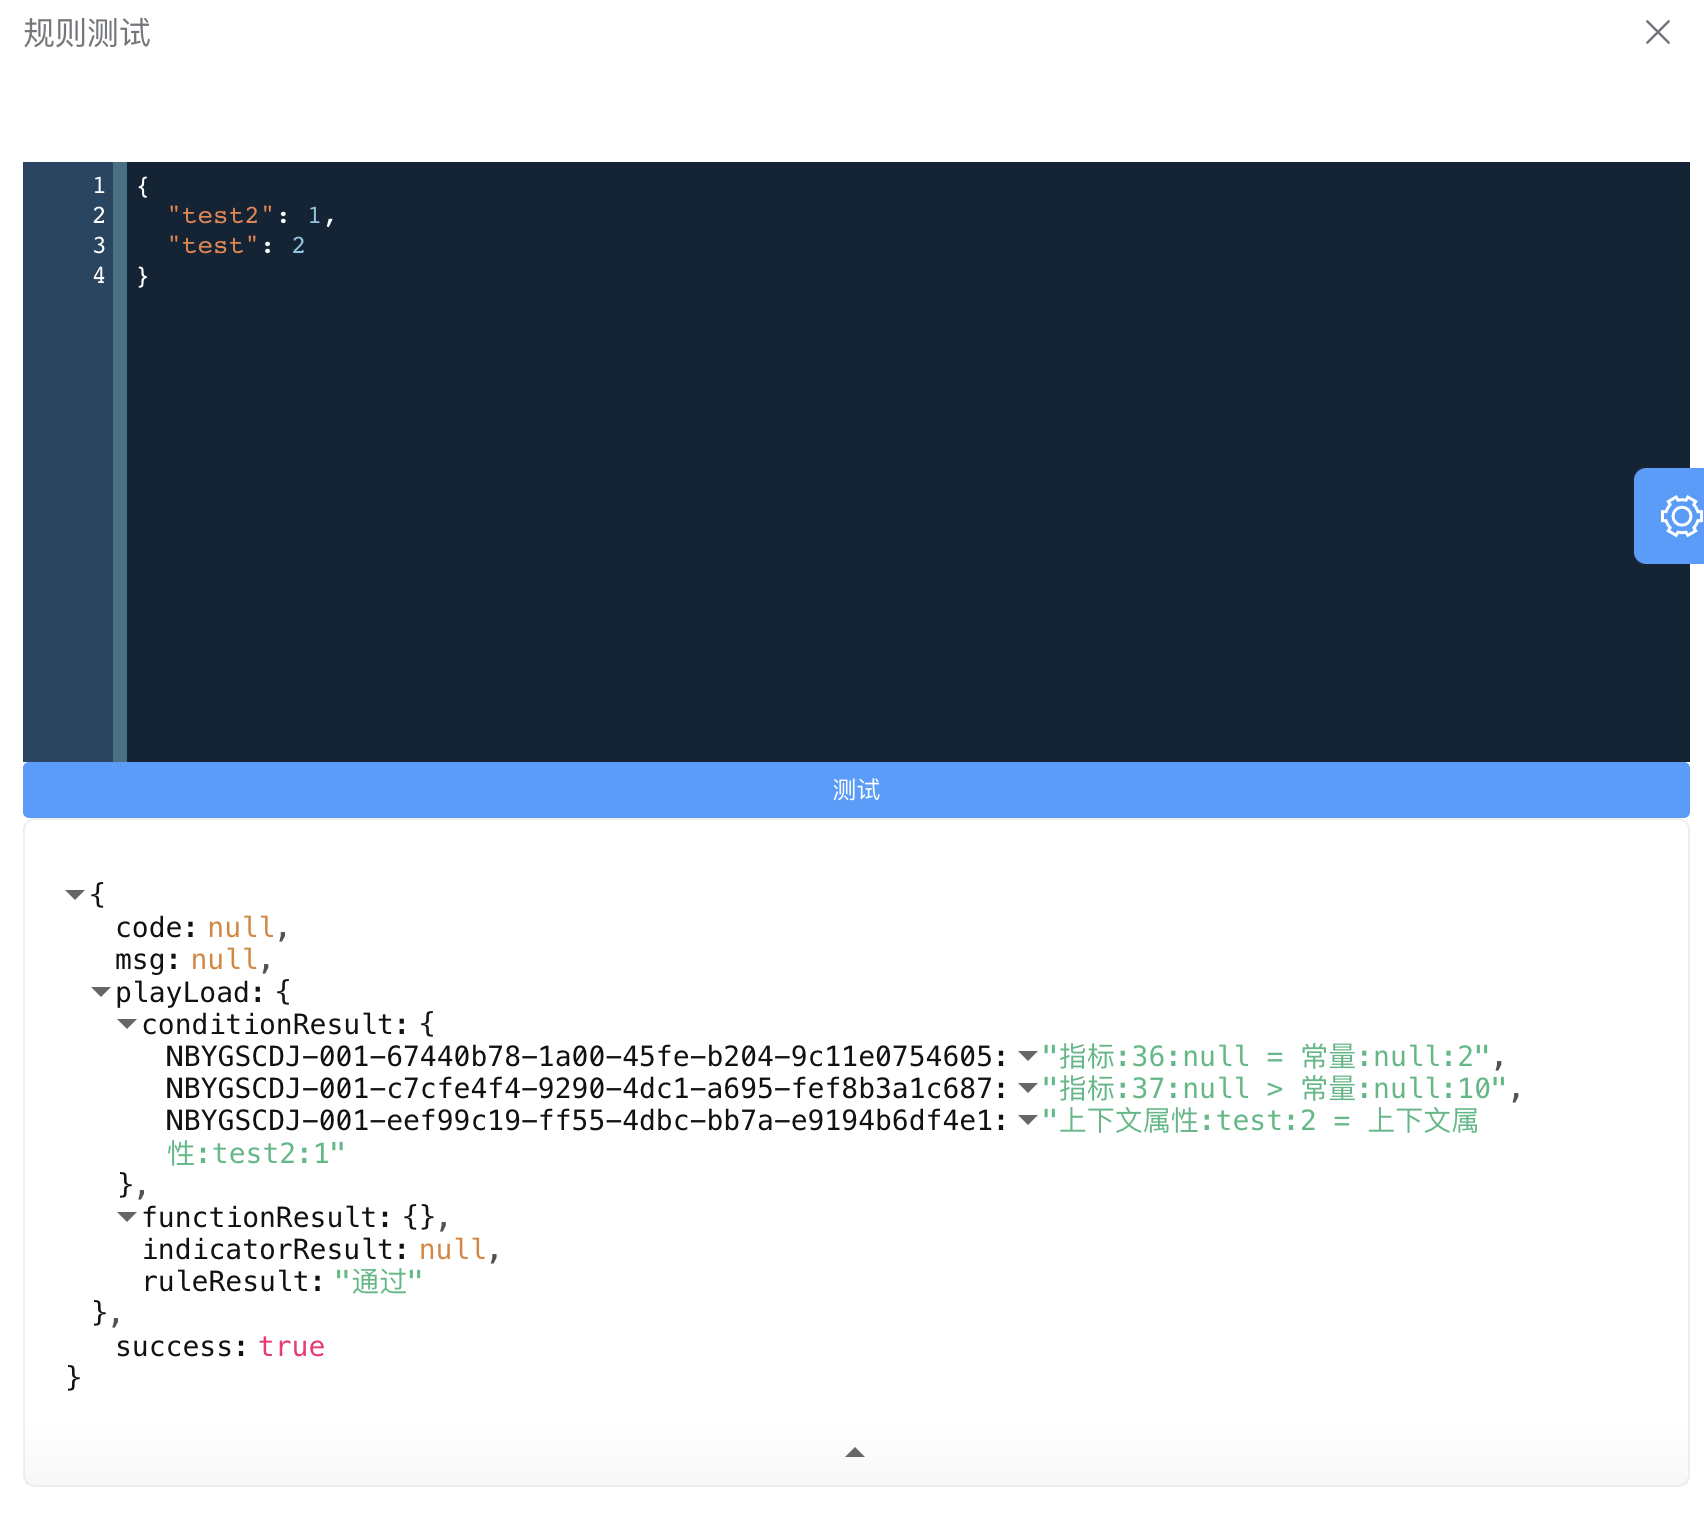 规则测试
1 {
2 "test2": 1,
3 "test": 2
4 }
测试
{
code: null,
msg: null,
playLoad: {
conditionResult: {
NBYGSCDJ-001-67440b78-1a00-45fe-b204-9c11e0754605: "指标:36:null = 常量:null:2",
NBYGSCDJ-001-c7cfe4f4-9290-4dc1-a695-fef8b3a1c687: "指标:37:null > 常量:null:10",
NBYGSCDJ-001-eef99c19-ff55-4dbc-bb7a-e9194b6df4e1: "上下文属性:test:2 = 上下文属
性:test2:1"
},
functionResult: {},
indicatorResult: null,
ruleResult: "通过"
},
success: true
}